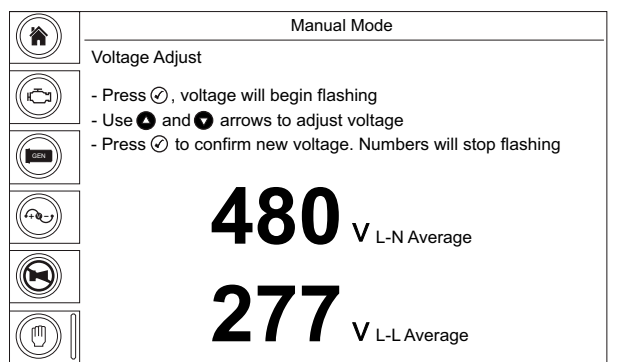 Manual Mode
Voltage Adjust
- Press ✓, voltage will begin flashing
- Use ▲ and ▼ arrows to adjust voltage
- Press ✓ to confirm new voltage. Numbers will stop flashing
GEN
480 V L-N Average
277 V L-L Average